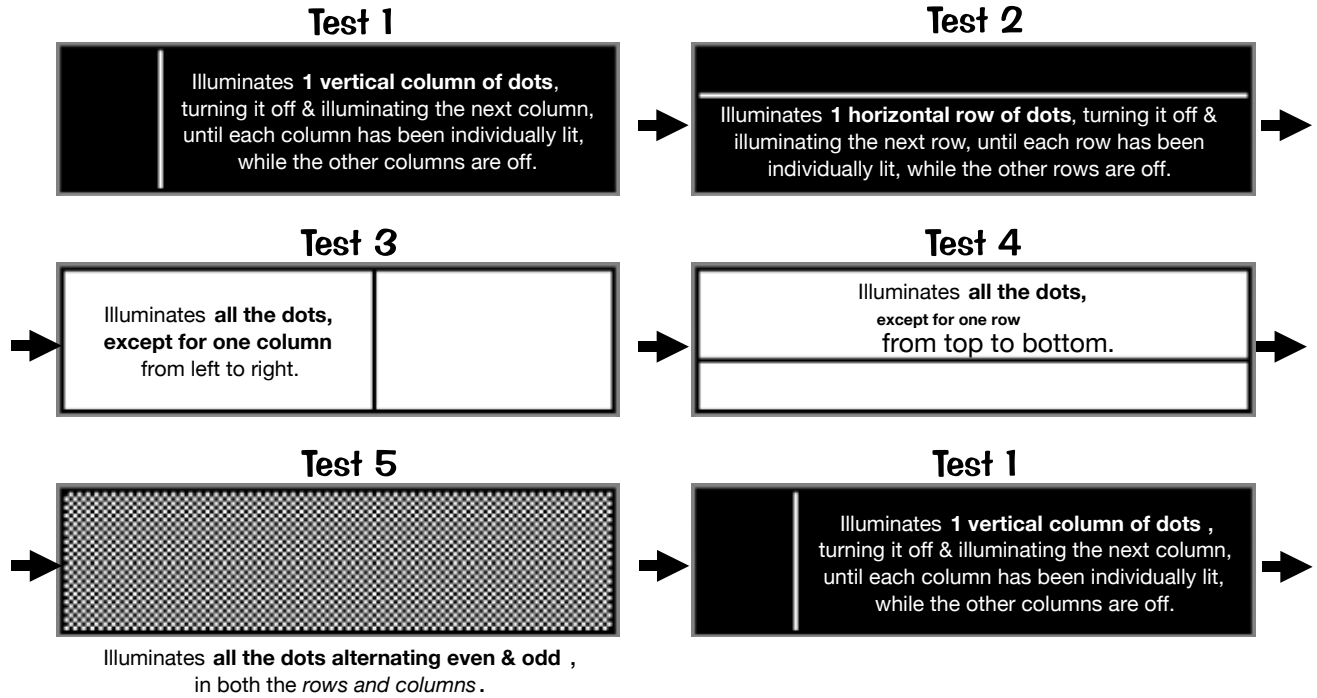 Test 1
Illuminates 1 vertical column of dots,
turning it off & illuminating the next column,
until each column has been individually lit,
while the other columns are off.
Test 2
Illuminates 1 horizontal row of dots, turning it off &
illuminating the next row, until each row has been
individually lit, while the other rows are off.
Test 3
Illuminates all the dots,
except for one column
from left to right.
Test 4
Illuminates all the dots,
except for one row
from top to bottom.
Test 5
Illuminates all the dots alternating even & odd ,
in both the rows and columns .
Test 1
Illuminates 1 vertical column of dots ,
turning it off & illuminating the next column,
until each column has been individually lit,
while the other columns are off.